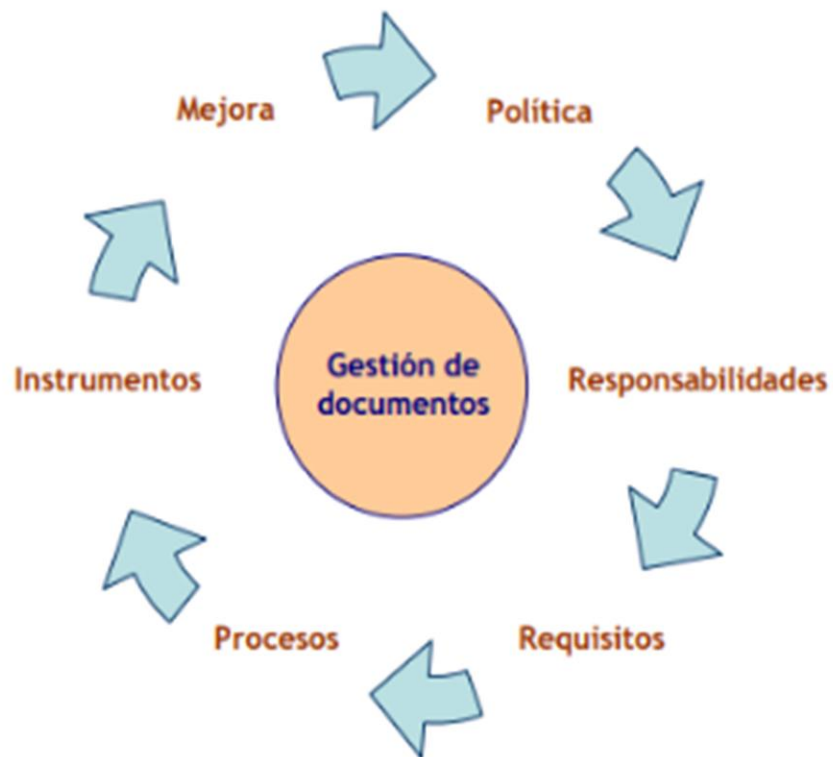 Mejora
Política
Instrumentos
Gestión de
documentos
Responsabilidades
Procesos
Requisitos